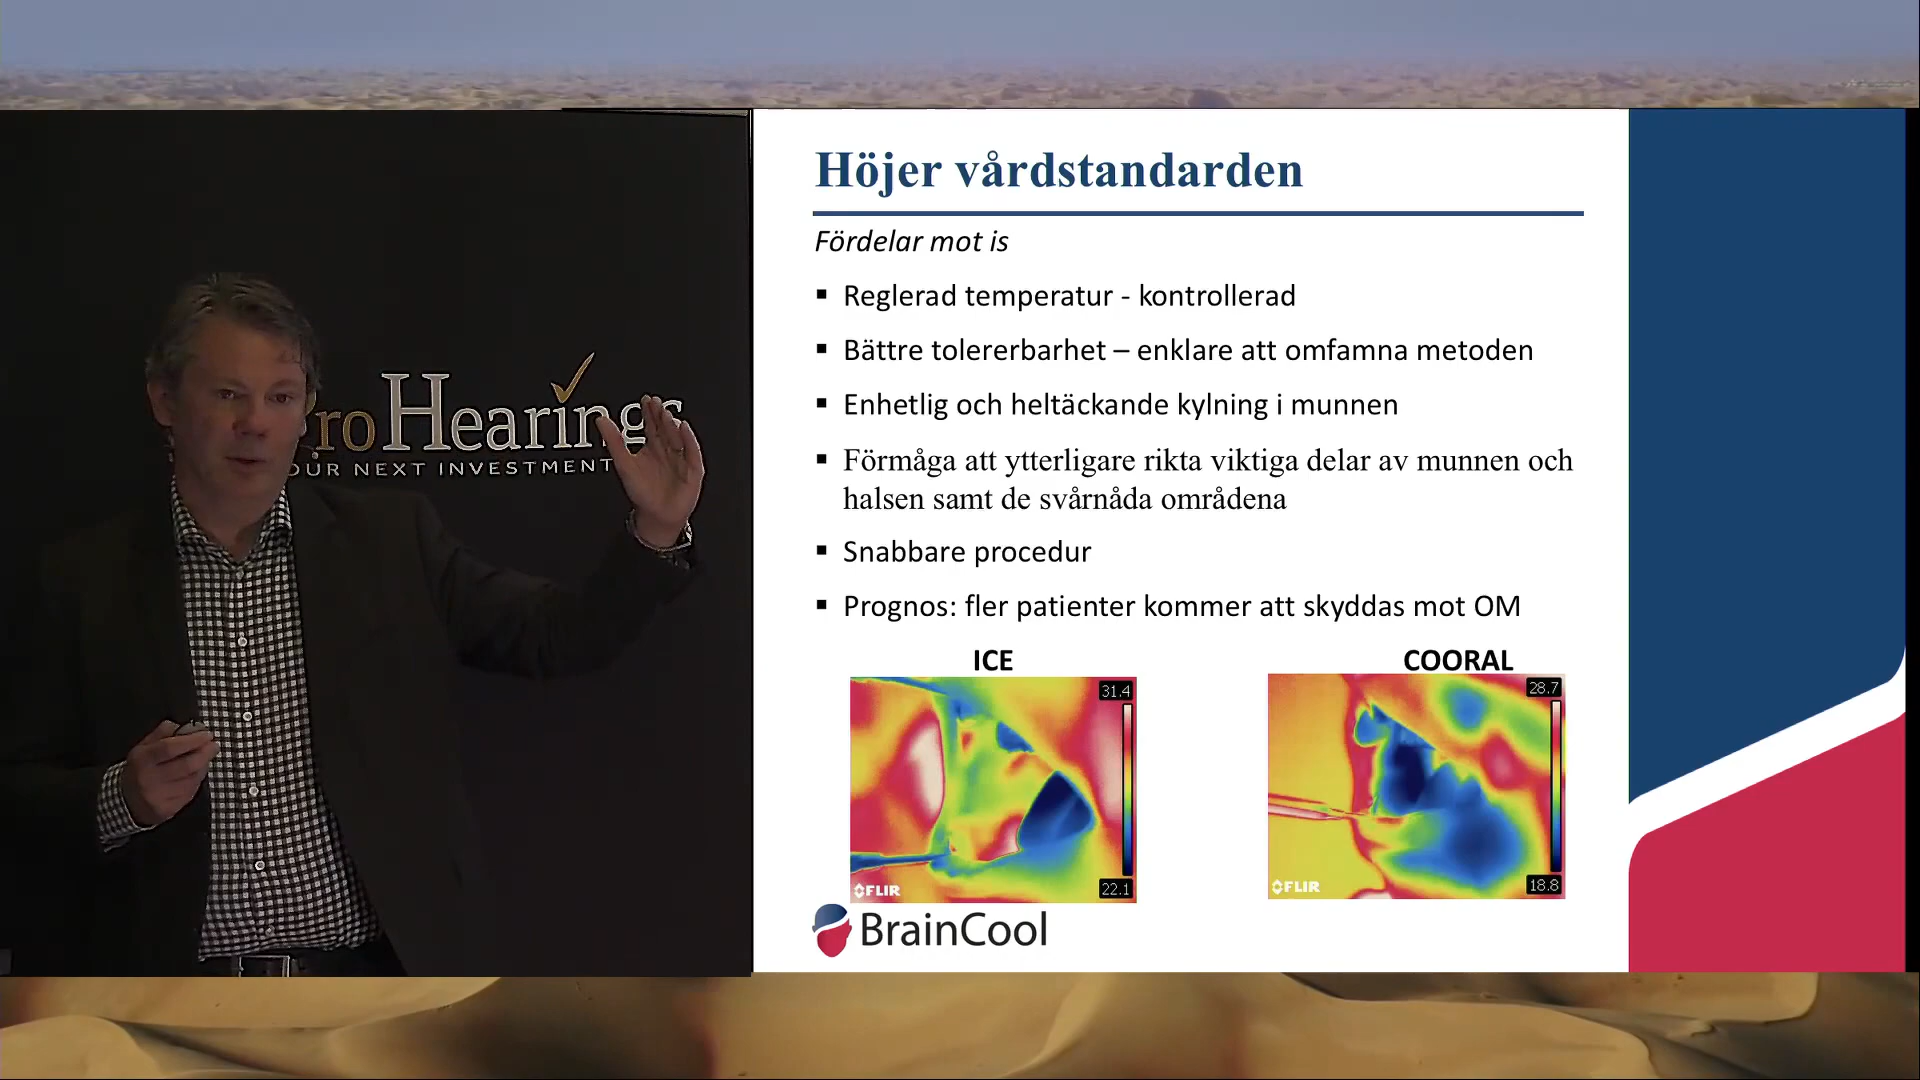 Höjer vårdstandarden
Fördelar mot is
▪ Reglerad temperatur - kontrollerad
▪ Bättre tolererbarhet – enklare att omfamna metoden
▪ Enhetlig och heltäckande kylning i munnen
▪ Förmåga att ytterligare rikta viktiga delar av munnen och
halsen samt de svårnåda områdena
▪ Snabbare procedur
▪ Prognos: fler patienter kommer att skyddas mot OM
ICE
COORAL
31.4
22.1
FLIR
28.7
18.8
FLIR
BrainCool
ro Hearings
OUR NEXT INVESTMENT